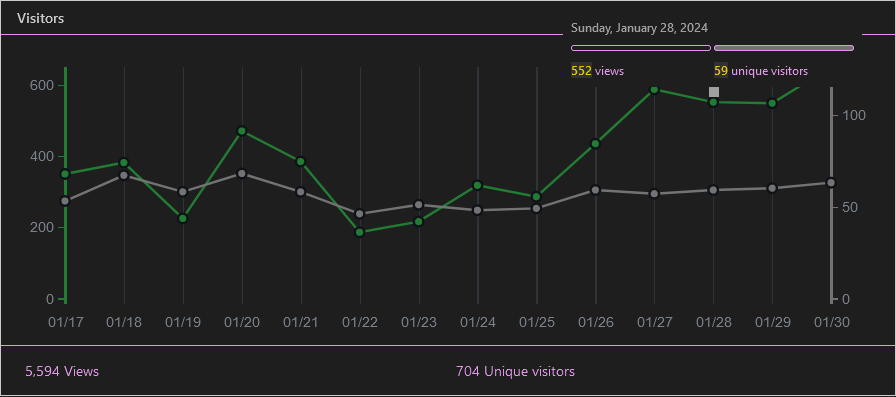 Visitors
Sunday, January 28, 2024
552 views
59 unique visitors
600
400
200
0
100
50
0
01/17 01/18 01/19 01/20 01/21 01/22 01/23 01/24 01/25 01/26 01/27 01/28 01/29 01/30
5,594 Views
704 Unique visitors